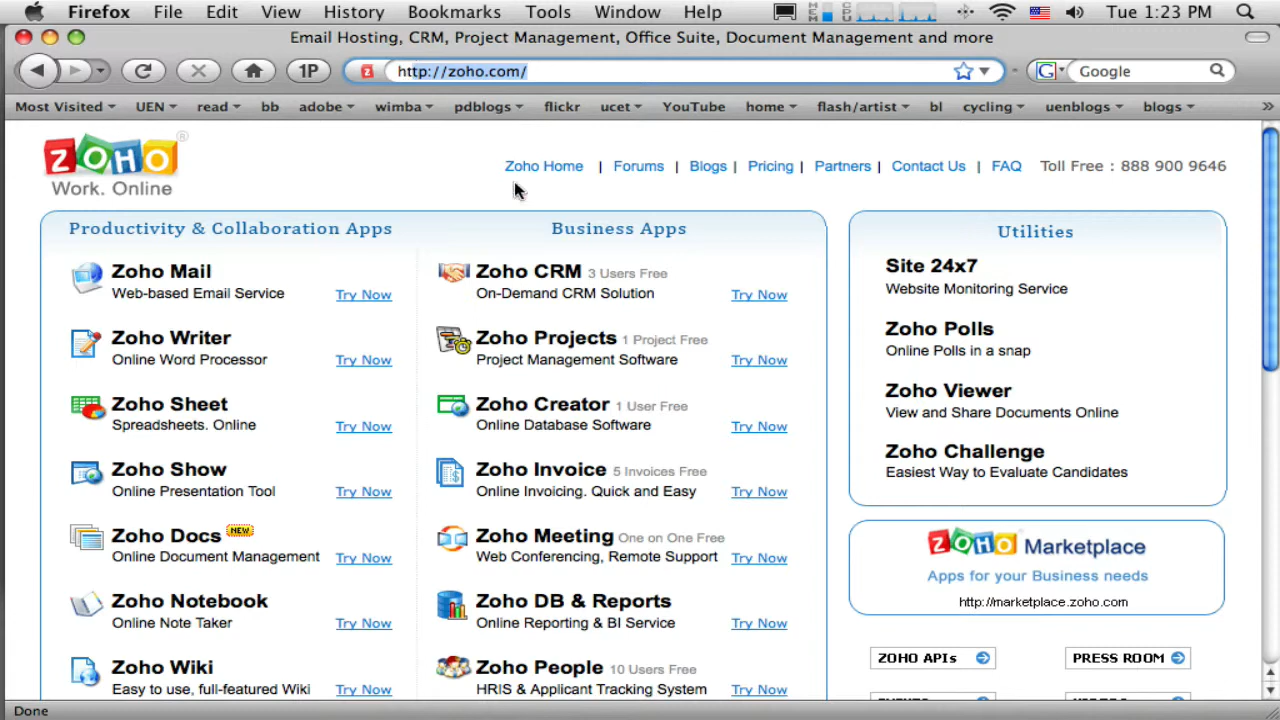 Firefox File Edit View History Bookmarks Tools Window Help MEM CPU Tue 1:23 PM
Email Hosting, CRM, Project Management, Office Suite, Document Management and more
1P http://zoho.com/ G Google
Most Visited UEN read bb adobe wimba pdblogs flickr ucet YouTube home flash/artist bl cycling uenblogs blogs »
ZOHO ®
Work. Online
Zoho Home | Forums | Blogs | Pricing | Partners | Contact Us | FAQ Toll Free : 888 900 9646
Productivity & Collaboration Apps
Zoho Mail
Web-based Email Service Try Now
Zoho Writer
Online Word Processor Try Now
Zoho Sheet
Spreadsheets. Online Try Now
Zoho Show
Online Presentation Tool Try Now
Zoho Docs NEW
Online Document Management Try Now
Zoho Notebook
Online Note Taker Try Now
Zoho Wiki
Easy to use, full-featured Wiki Try Now
Business Apps
Zoho CRM 3 Users Free
On-Demand CRM Solution Try Now
Zoho Projects 1 Project Free
Project Management Software Try Now
Zoho Creator 1 User Free
Online Database Software Try Now
Zoho Invoice 5 Invoices Free
Online Invoicing. Quick and Easy Try Now
Zoho Meeting One on One Free
Web Conferencing, Remote Support Try Now
Zoho DB & Reports
Online Reporting & BI Service Try Now
Zoho People 10 Users Free
HRIS & Applicant Tracking System Try Now
Utilities
Site 24x7
Website Monitoring Service
Zoho Polls
Online Polls in a snap
Zoho Viewer
View and Share Documents Online
Zoho Challenge
Easiest Way to Evaluate Candidates
ZOHO Marketplace
Apps for your Business needs
http://marketplace.zoho.com
ZOHO APIs PRESS ROOM
Done